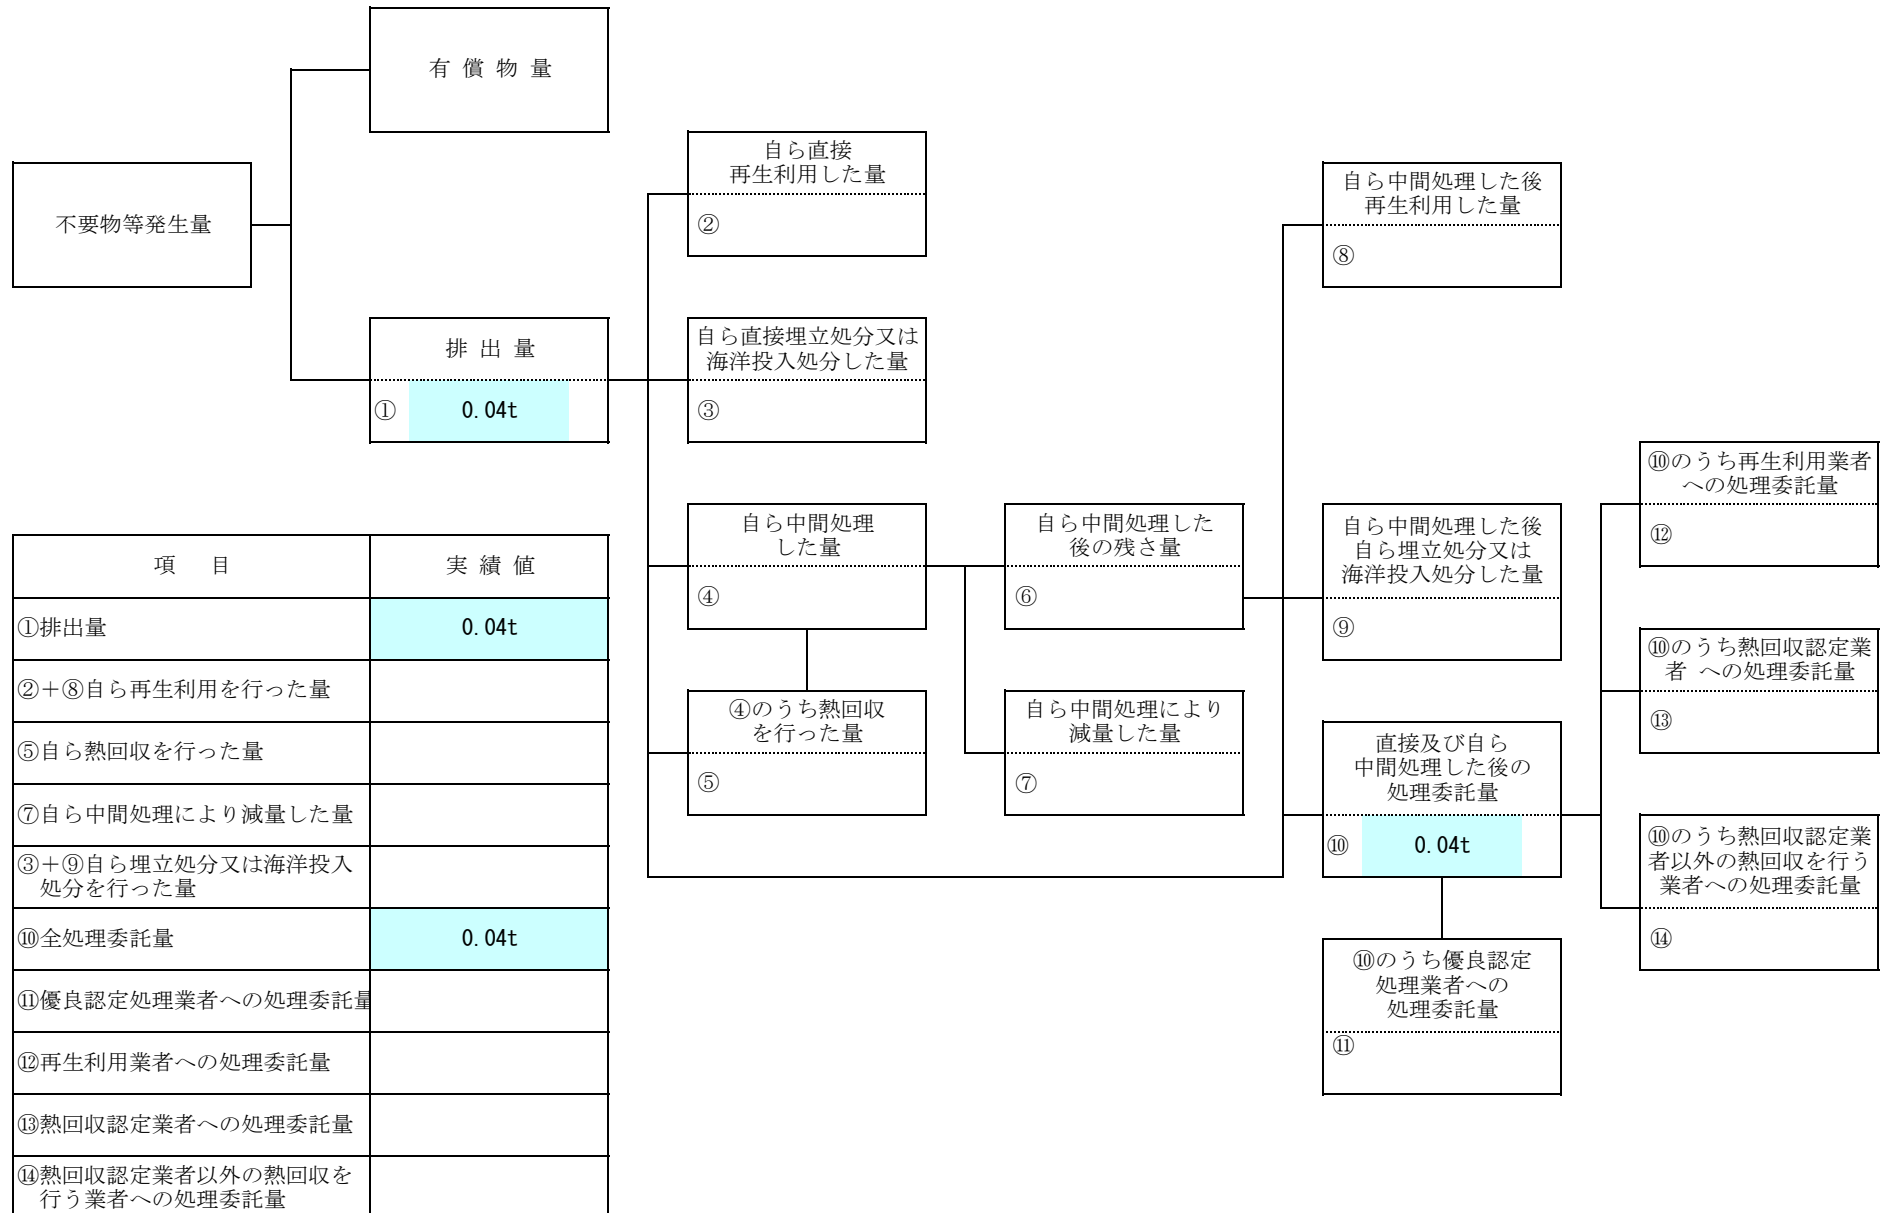 有 償 物 量
不要物等発生量
排 出 量
① 0.04t
自ら直接
再生利用した量
②
自ら直接埋立処分又は
海洋投入処分した量
③
自ら中間処理
した量
④
④のうち熱回収
を行った量
⑤
自ら中間処理した
後の残さ量
⑥
自ら中間処理により
減量した量
⑦
自ら中間処理した後
再生利用した量
⑧
自ら中間処理した後
自ら埋立処分又は
海洋投入処分した量
⑨
直接及び自ら
中間処理した後の
処理委託量
⑩ 0.04t
⑩のうち優良認定
処理業者への
処理委託量
⑪
⑩のうち再生利用業者
への処理委託量
⑫
⑩のうち熱回収認定業
者 への処理委託量
⑬
⑩のうち熱回収認定業
者以外の熱回収を行う
業者への処理委託量
⑭
項 目 実 績 値
①排出量 0.04t
②＋⑧自ら再生利用を行った量
⑤自ら熱回収を行った量
⑦自ら中間処理により減量した量
③＋⑨自ら埋立処分又は海洋投入
処分を行った量
⑩全処理委託量 0.04t
⑪優良認定処理業者への処理委託量
⑫再生利用業者への処理委託量
⑬熱回収認定業者への処理委託量
⑭熱回収認定業者以外の熱回収を
行う業者への処理委託量